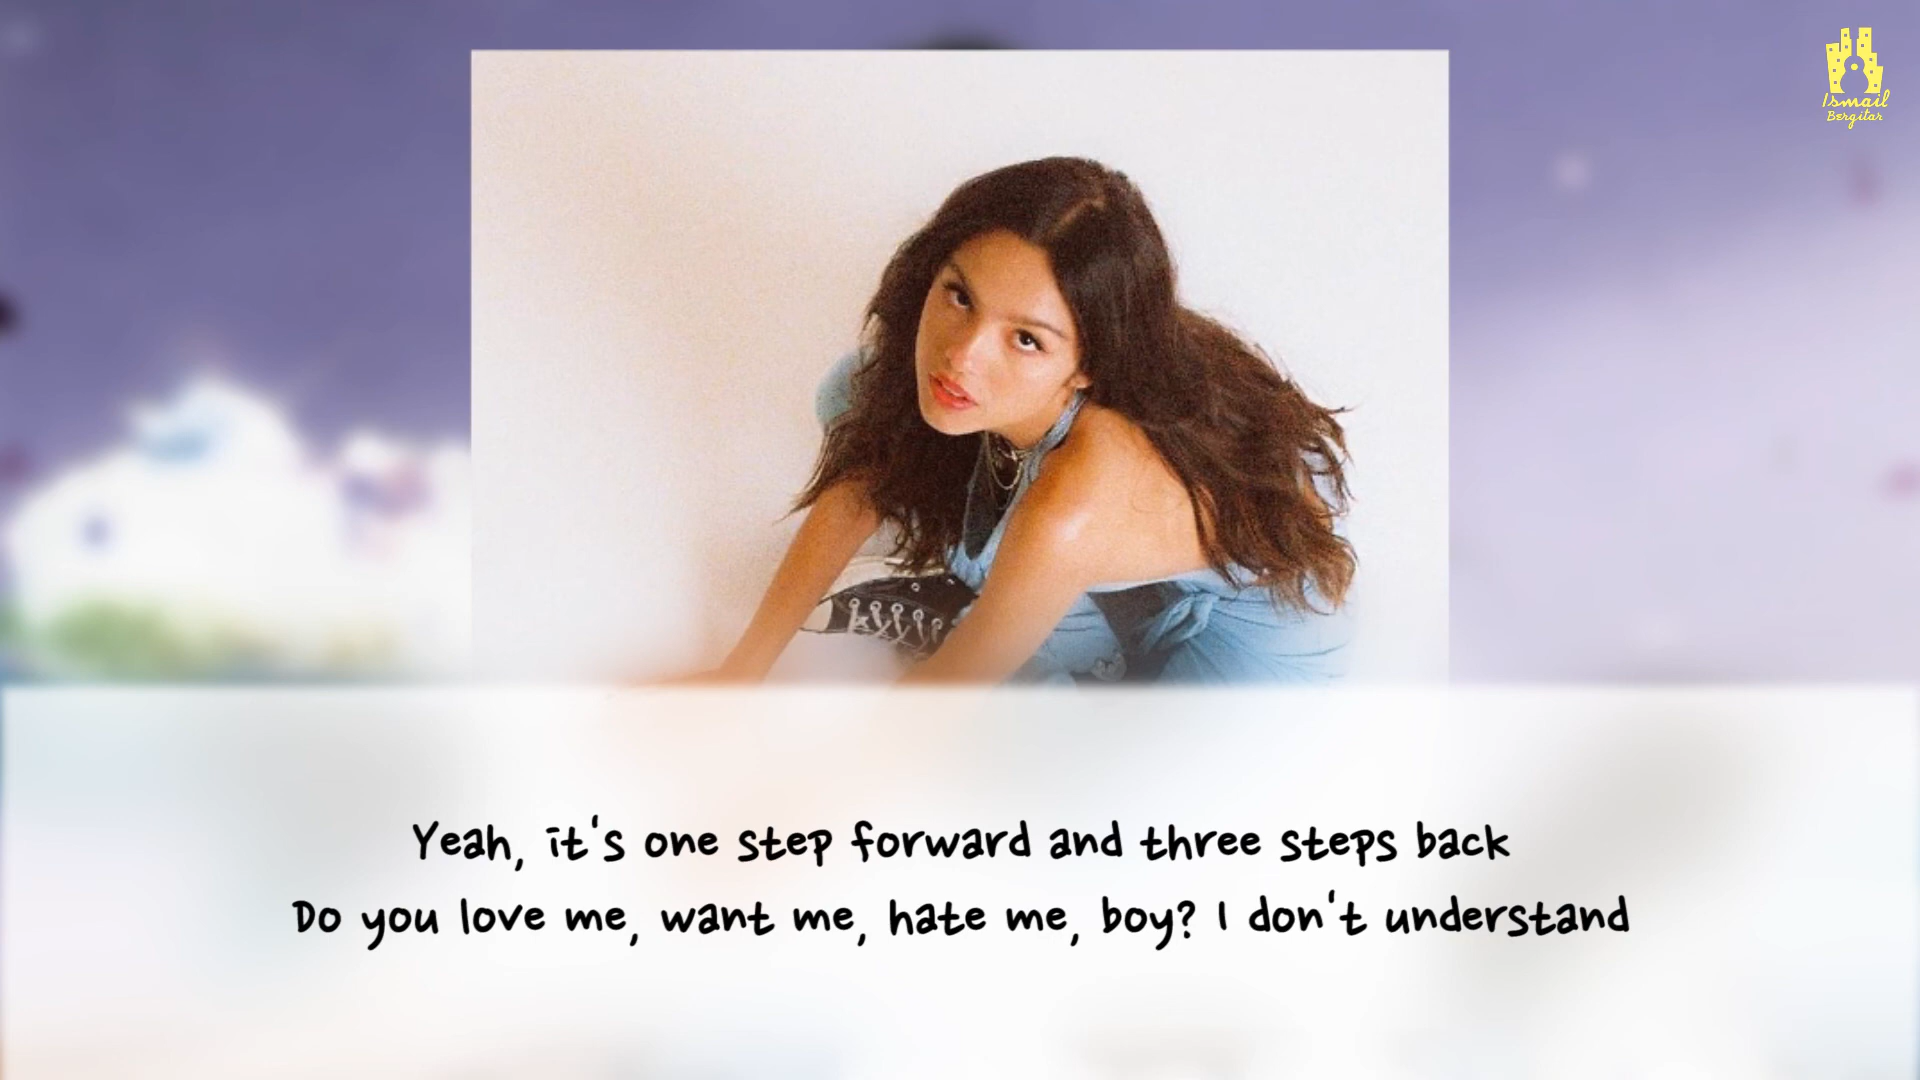 Ismail
Bergitar
Yeah, it's one step forward and three steps back
Do you love me, want me, hate me, boy? I don't understand